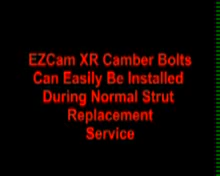 EZCam XR Camber Bolts
Can Easily Be Installed
During Normal Strut
Replacement
Service